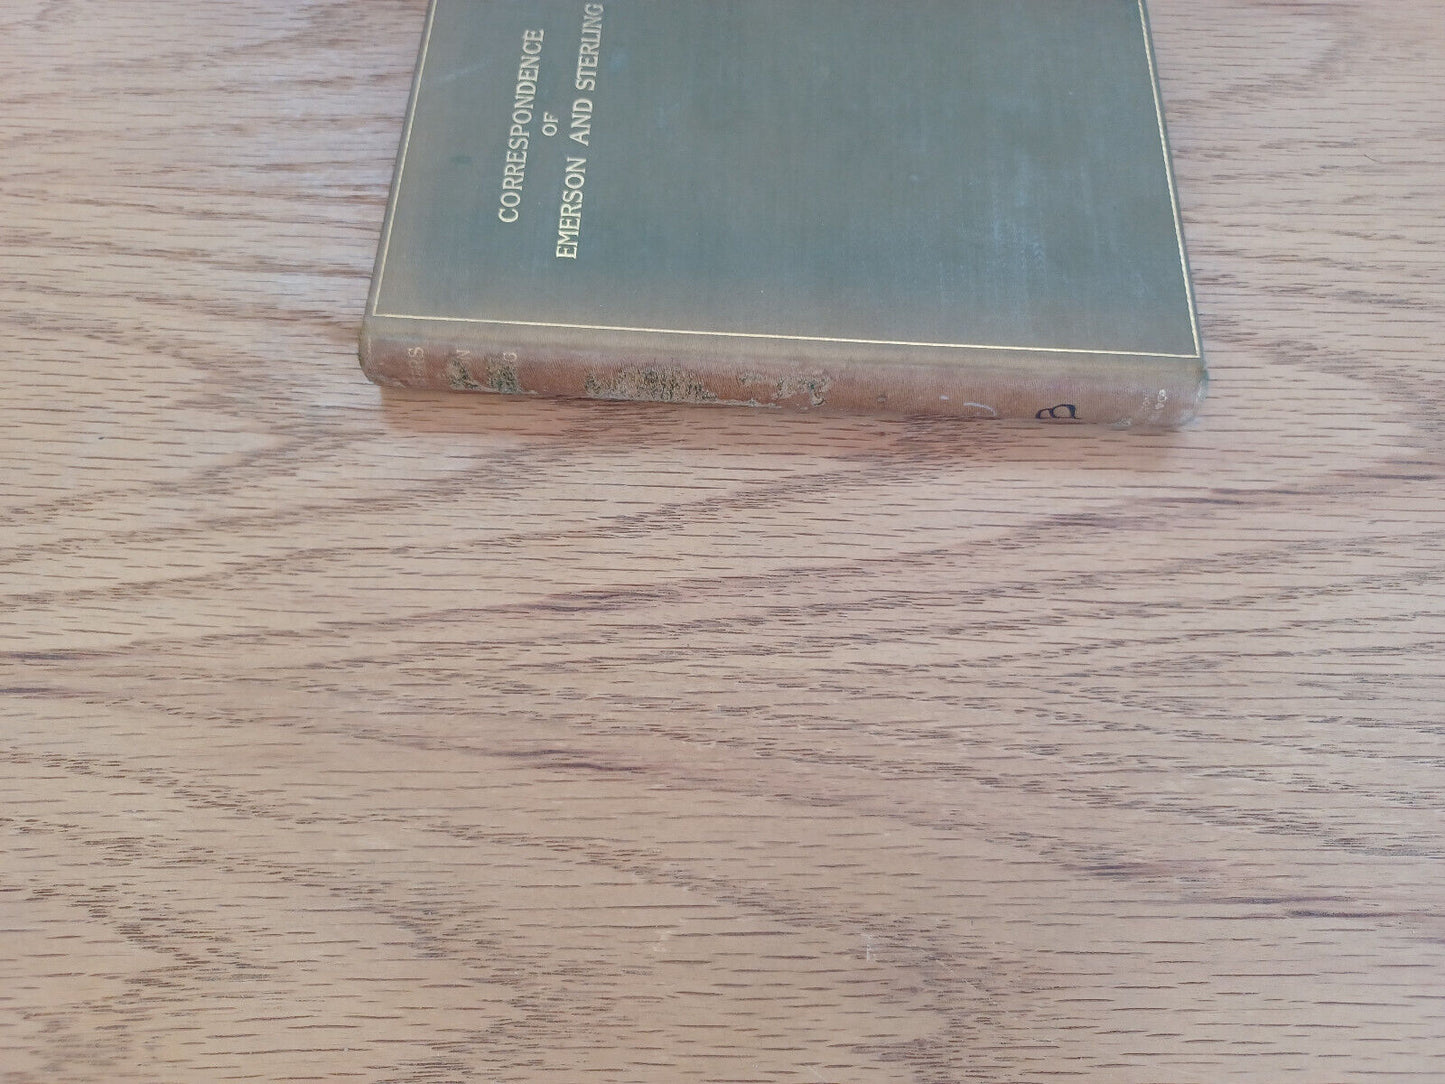 CORRESPONDENCE
OF
EMERSON AND STERLING
B